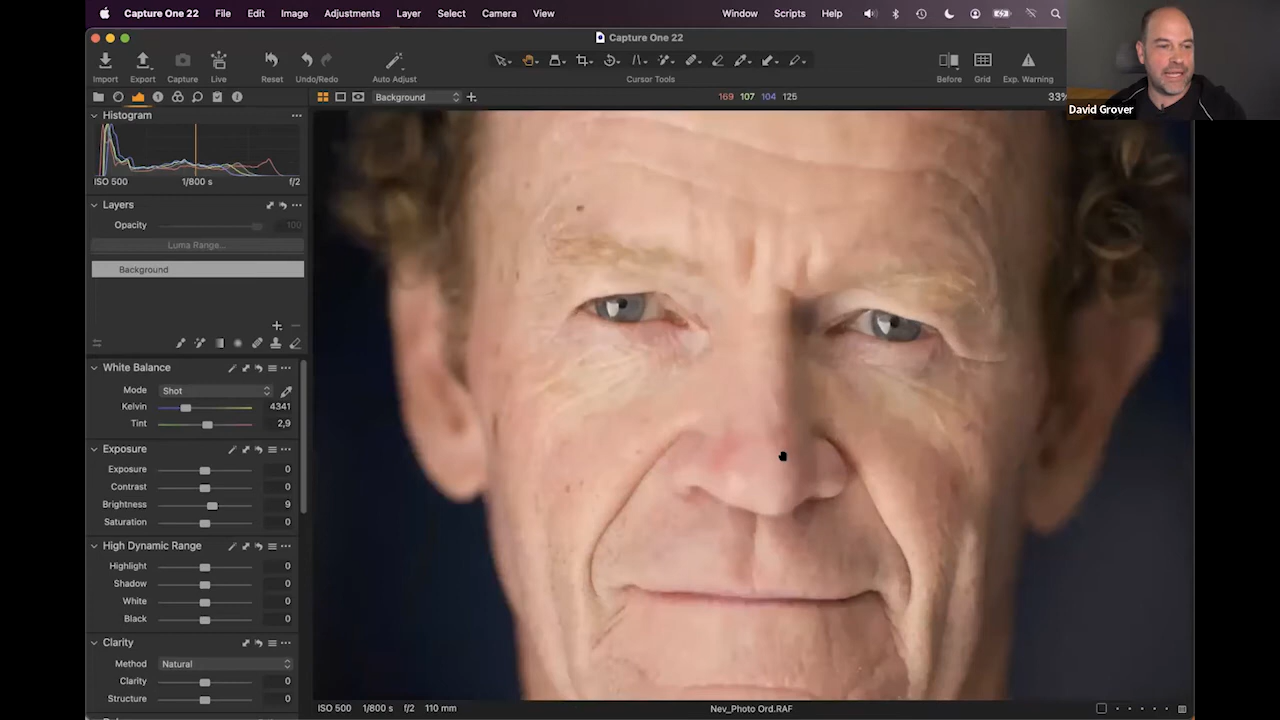 Capture One 22 File Edit Image Adjustments Layer Select Camera View Window Scripts Help
Capture One 22
Import Export Capture Live Reset Undo/Redo Auto Adjust Cursor Tools Before Grid Exp. Warning
David Grover
Background
169 107 104 125
33%
Histogram
ISO 500 1/800 s f/2
Layers
Opacity 100
Luma Range...
Background
White Balance
Mode Shot
Kelvin 4341
Tint 2,9
Exposure
Exposure 0
Contrast 0
Brightness 9
Saturation 0
High Dynamic Range
Highlight 0
Shadow 0
White 0
Black 0
Clarity
Method Natural
Clarity 0
Structure 0
ISO 500 1/800 s f/2 110 mm
Nev_Photo Ord.RAF